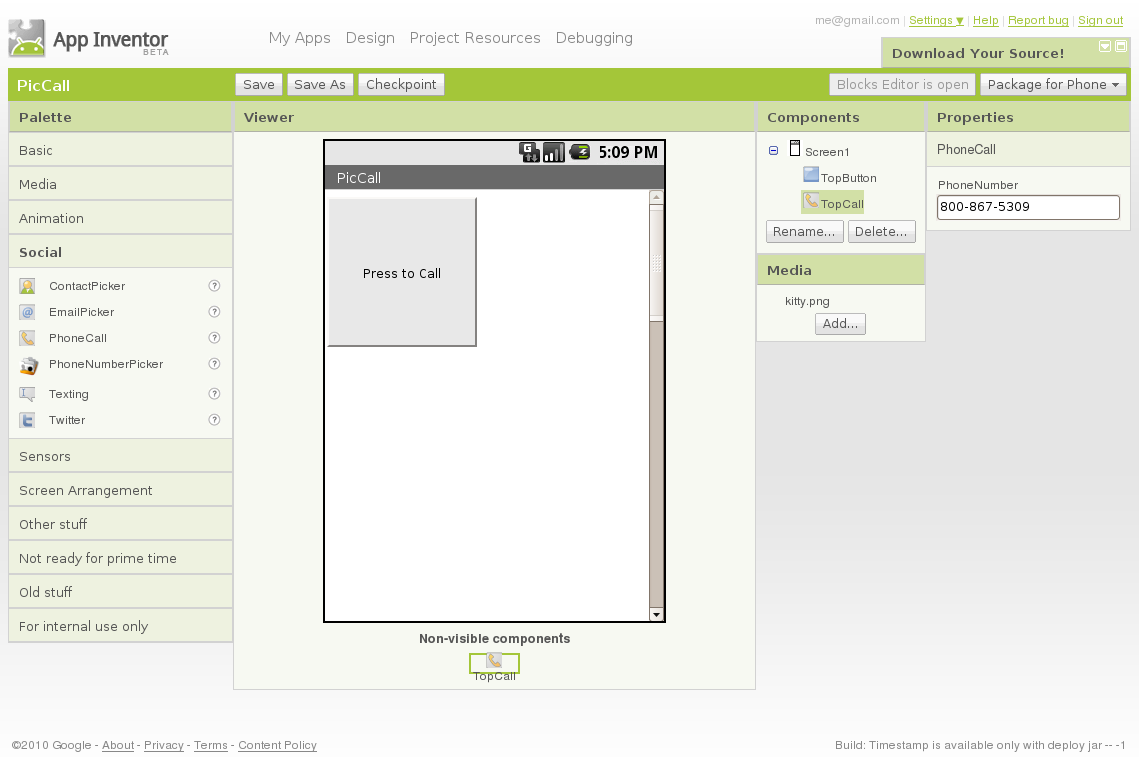 me@gmail.com | Settings ▼ | Help | Report bug | Sign out
App Inventor
BETA
My Apps Design Project Resources Debugging
Download Your Source!
PicCall
Save Save As Checkpoint
Blocks Editor is open Package for Phone
Palette
Basic
Media
Animation
Social
ContactPicker ?
EmailPicker ?
PhoneCall ?
PhoneNumberPicker ?
Texting ?
Twitter ?
Sensors
Screen Arrangement
Other stuff
Not ready for prime time
Old stuff
For internal use only
Viewer
G 5:09 PM
PicCall
Press to Call
Non-visible components
TopCall
Components
Screen1
TopButton
TopCall
Rename... Delete...
Media
kitty.png
Add...
Properties
PhoneCall
PhoneNumber
800-867-5309
©2010 Google - About - Privacy - Terms - Content Policy
Build: Timestamp is available only with deploy jar -- -1